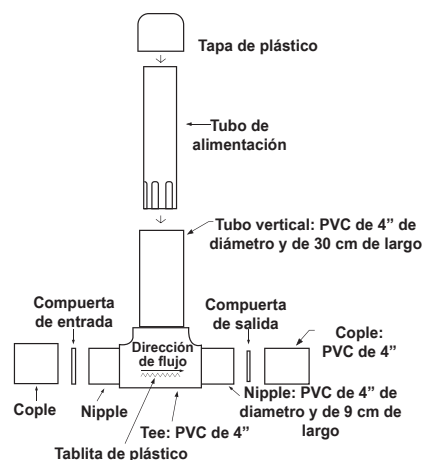 Tapa de plástico
Tubo de
alimentación
Tubo vertical: PVC de 4” de
diámetro y de 30 cm de largo
Compuerta
de entrada
Compuerta
de salida
Cople:
PVC de 4”
Dirección
de flujo
Cople
Nipple
Nipple: PVC de 4” de
diametro y de 9 cm de
largo
Tee: PVC de 4”
Tablita de plástico